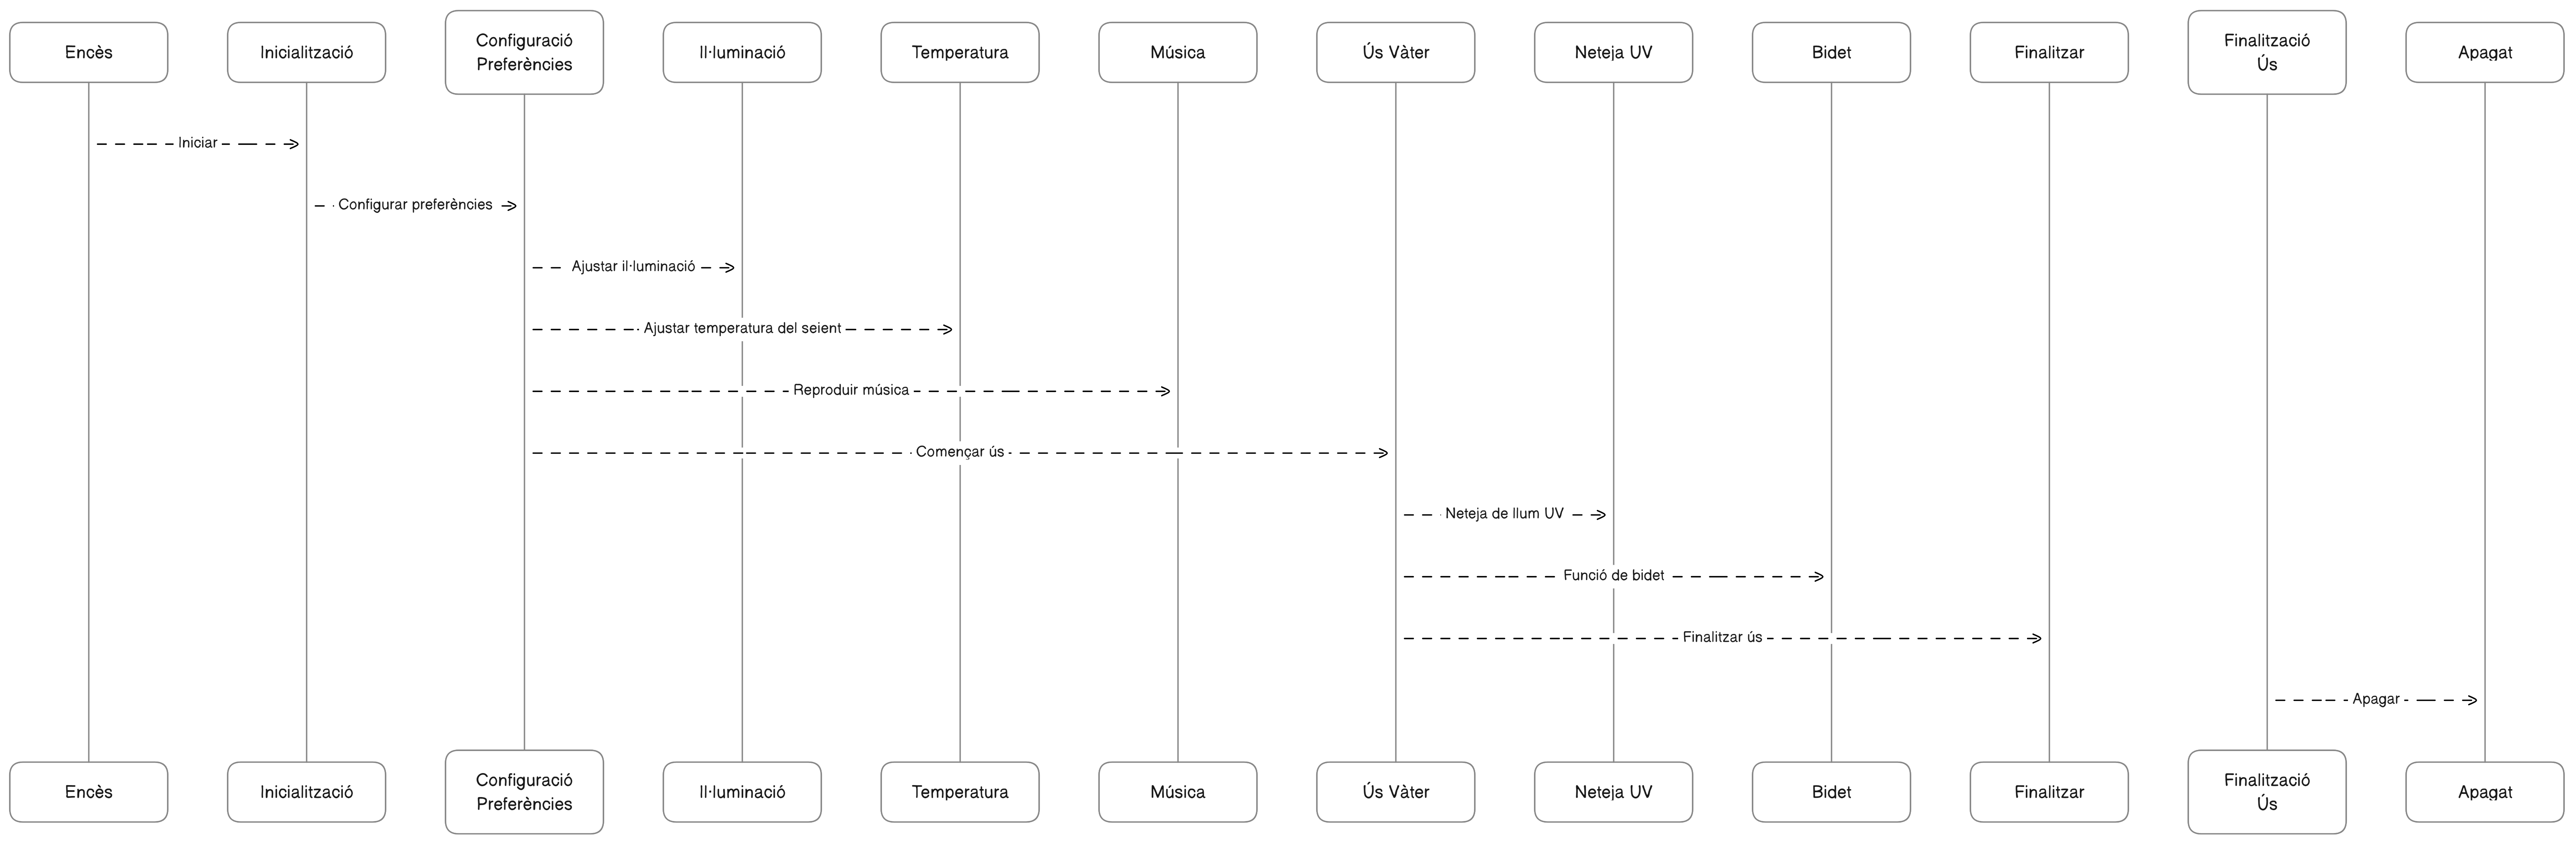 Encès
Inicialització
Configuració
Preferències
Il·luminació
Temperatura
Música
Ús Vàter
Neteja UV
Bidet
Finalitzar
Finalització
Ús
Apagat
Iniciar
Configurar preferències
Ajustar il·luminació
Ajustar temperatura del seient
Reproduir música
Començar ús
Neteja de llum UV
Funció de bidet
Finalitzar ús
Apagar
Encès
Inicialització
Configuració
Preferències
Il·luminació
Temperatura
Música
Ús Vàter
Neteja UV
Bidet
Finalitzar
Finalització
Ús
Apagat